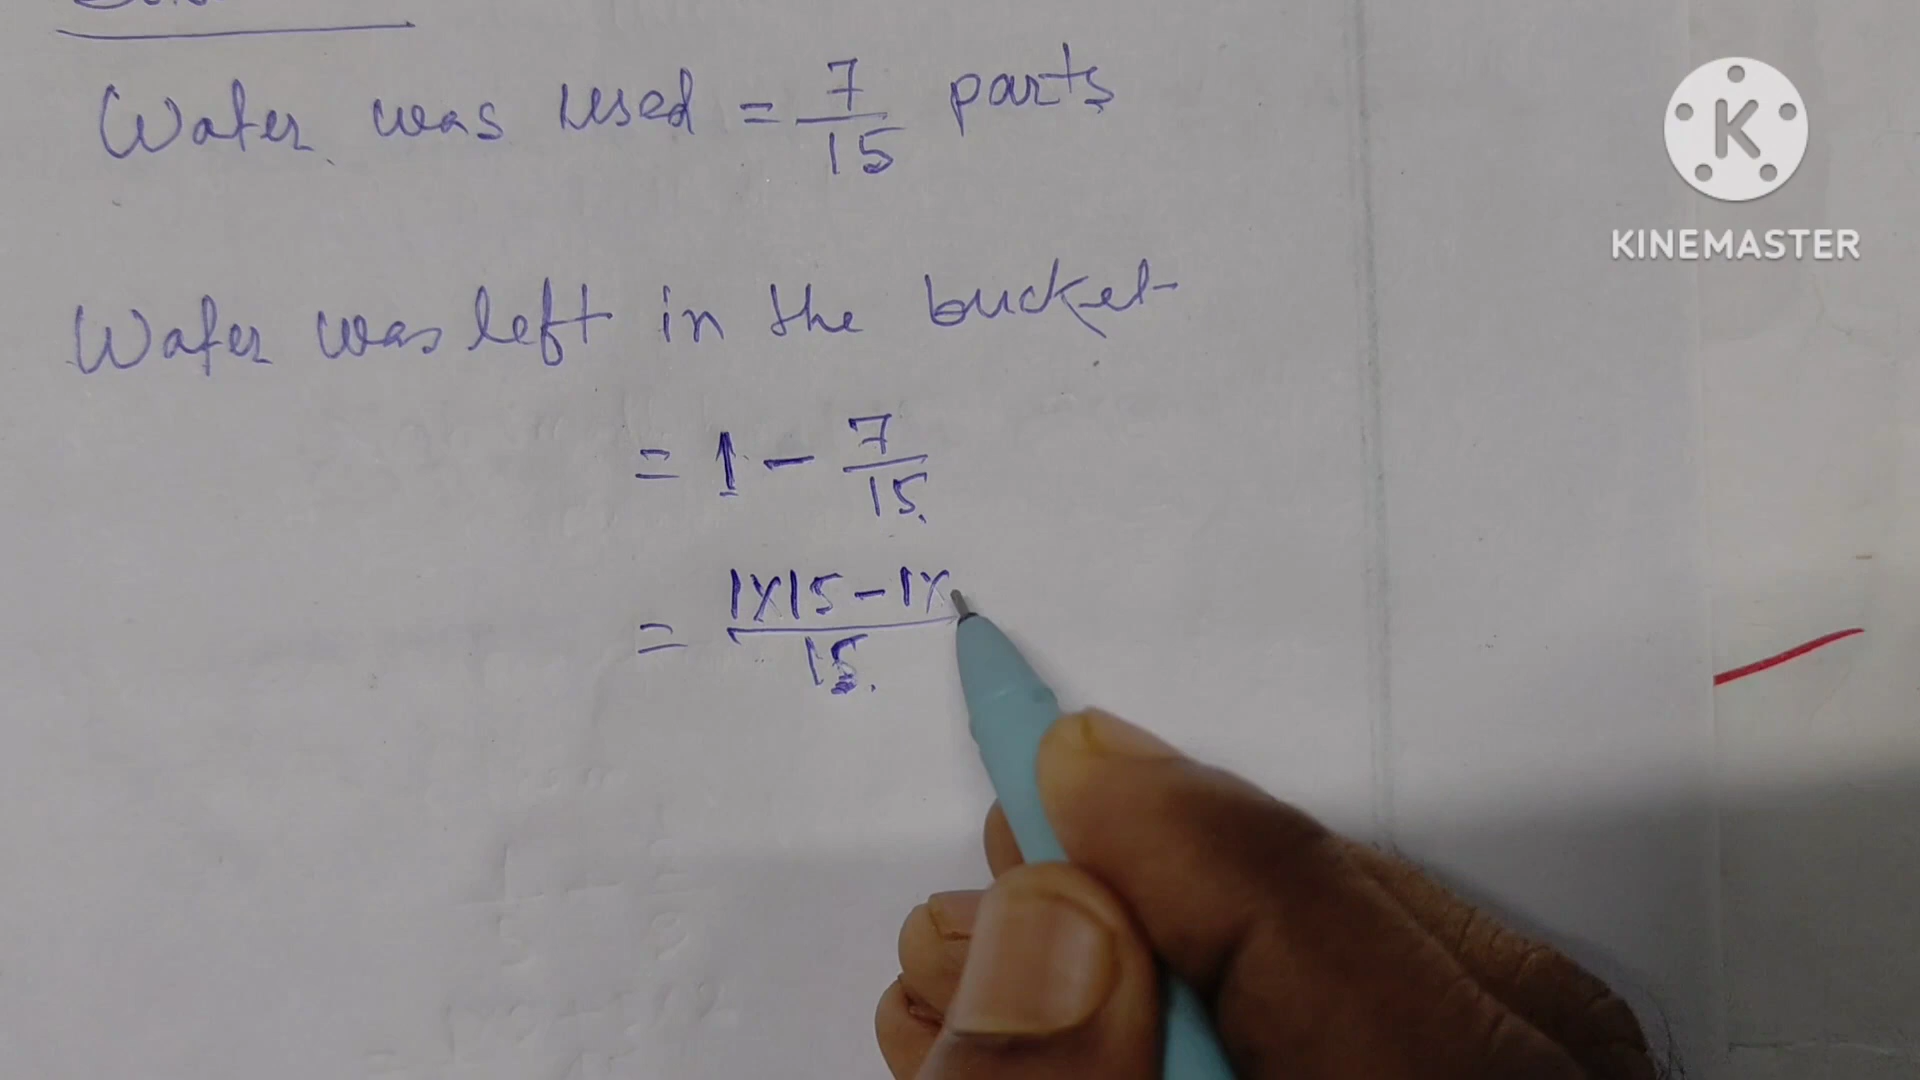 Water was used = 7/15 parts
Water was left in the bucket
= 1 - 7/15
= 1×15-1×/15
K
KINEMASTER